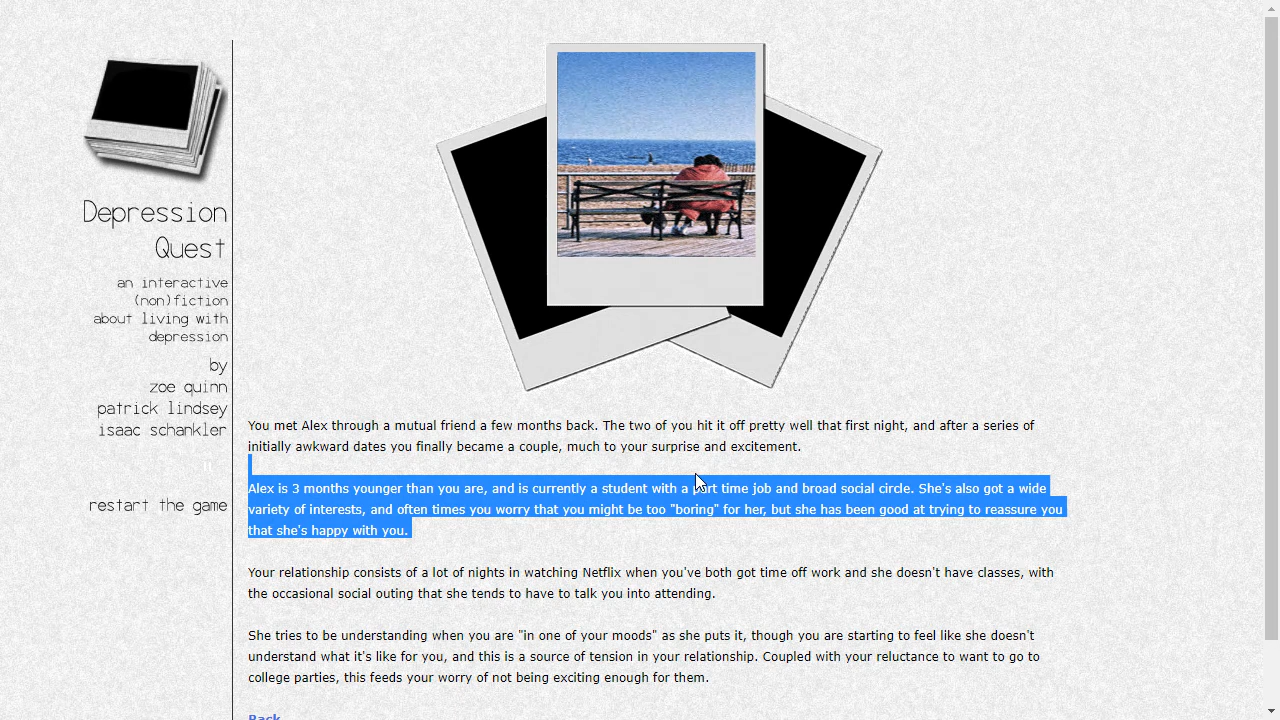 Depression
Quest
an interactive
(non)fiction
about living with
depression
by
zoe quinn
patrick lindsey
isaac schankler
restart the game
You met Alex through a mutual friend a few months back. The two of you hit it off pretty well that first night, and after a series of
initially awkward dates you finally became a couple, much to your surprise and excitement.
Alex is 3 months younger than you are, and is currently a student with a part time job and broad social circle. She's also got a wide
variety of interests, and often times you worry that you might be too "boring" for her, but she has been good at trying to reassure you
that she's happy with you.
Your relationship consists of a lot of nights in watching Netflix when you've both got time off work and she doesn't have classes, with
the occasional social outing that she tends to have to talk you into attending.
She tries to be understanding when you are "in one of your moods" as she puts it, though you are starting to feel like she doesn't
understand what it's like for you, and this is a source of tension in your relationship. Coupled with your reluctance to want to go to
college parties, this feeds your worry of not being exciting enough for them.
Back